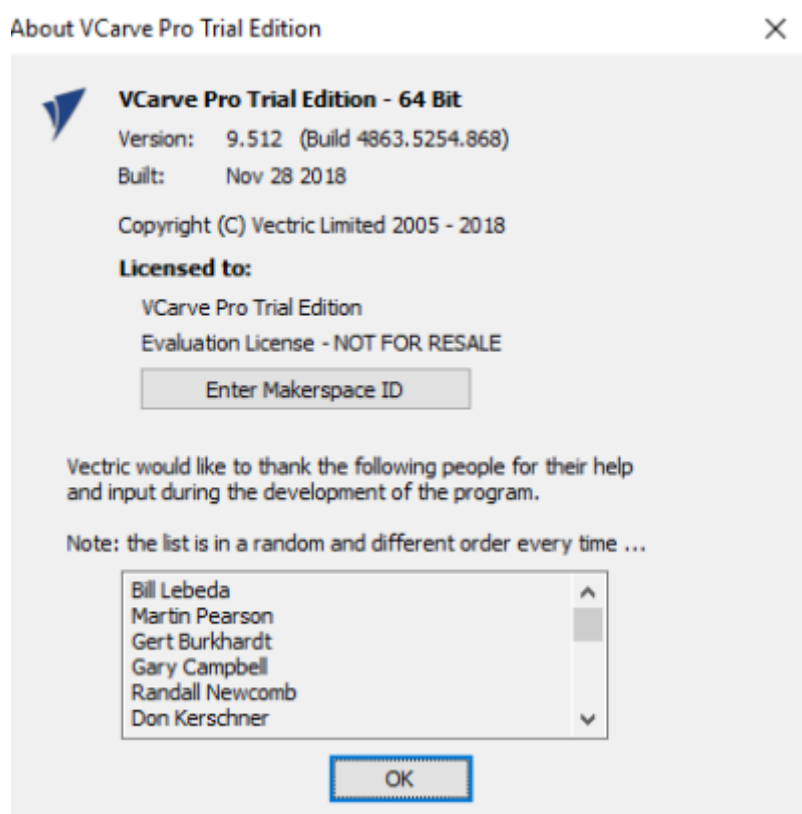 About VCarve Pro Trial Edition
VCarve Pro Trial Edition - 64 Bit
Version: 9.512 (Build 4863.5254.868)
Built: Nov 28 2018
Copyright (C) Vectric Limited 2005 - 2018
Licensed to:
VCarve Pro Trial Edition
Evaluation License - NOT FOR RESALE
Enter Makerspace ID
Vectric would like to thank the following people for their help
and input during the development of the program.
Note: the list is in a random and different order every time ...
Bill Lebeda
Martin Pearson
Gert Burkhardt
Gary Campbell
Randall Newcomb
Don Kerschner
OK